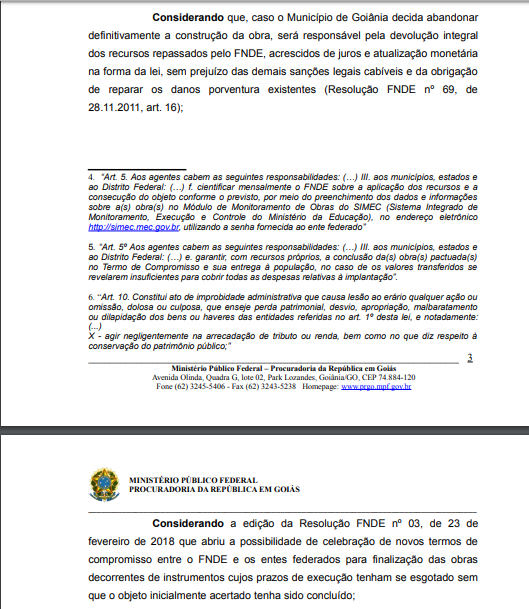 Considerando que, caso o Município de Goiânia decida abandonar
definitivamente a construção da obra, será responsável pela devolução integral
dos recursos repassados pelo FNDE, acrescidos de juros e atualização monetária
na forma da lei, sem prejuízo das demais sanções legais cabíveis e da obrigação
de reparar os danos porventura existentes (Resolução FNDE nº 69, de
28.11.2011, art. 16);
4. "Art. 5. Aos agentes cabem as seguintes responsabilidades: (...) III. aos municípios, estados e
ao Distrito Federal: (...) f. cientificar mensalmente o FNDE sobre a aplicação dos recursos e a
consecução do objeto conforme o previsto, por meio do preenchimento dos dados e informações
sobre a(s) obra(s) no Módulo de Monitoramento de Obras do SIMEC (Sistema Integrado de
Monitoramento, Execução e Controle do Ministério da Educação), no endereço eletrônico
http://simec.mec.gov.br, utilizando a senha fornecida ao ente federado"
5. "Art. 5º Aos agentes cabem as seguintes responsabilidades: (...) III. aos municípios, estados e
ao Distrito Federal: (...) e. garantir, com recursos próprios, a conclusão da(s) obra(s) pactuada(s)
no Termo de Compromisso e sua entrega à população, no caso de os valores transferidos se
revelarem insuficientes para cobrir todas as despesas relativas à implantação".
6. "Art. 10. Constitui ato de improbidade administrativa que causa lesão ao erário qualquer ação ou
omissão, dolosa ou culposa, que enseje perda patrimonial, desvio, apropriação, malbaratamento
ou dilapidação dos bens ou haveres das entidades referidas no art. 1º desta lei, e notadamente:
(...)
X - agir negligentemente na arrecadação de tributo ou renda, bem como no que diz respeito à
conservação do patrimônio público;"
3
Ministério Público Federal – Procuradoria da República em Goiás
Avenida Olinda, Quadra G, lote 02, Park Lozandes, Goiânia/GO, CEP 74.884-120
Fone (62) 3245-5406 - Fax (62) 3243-5238 Homepage: www.prgo.mpf.gov.br
MINISTÉRIO PÚBLICO FEDERAL
PROCURADORIA DA REPÚBLICA EM GOIÁS
Considerando a edição da Resolução FNDE nº 03, de 23 de
fevereiro de 2018 que abriu a possibilidade de celebração de novos termos de
compromisso entre o FNDE e os entes federados para finalização das obras
decorrentes de instrumentos cujos prazos de execução tenham se esgotado sem
que o objeto inicialmente acertado tenha sido concluído;